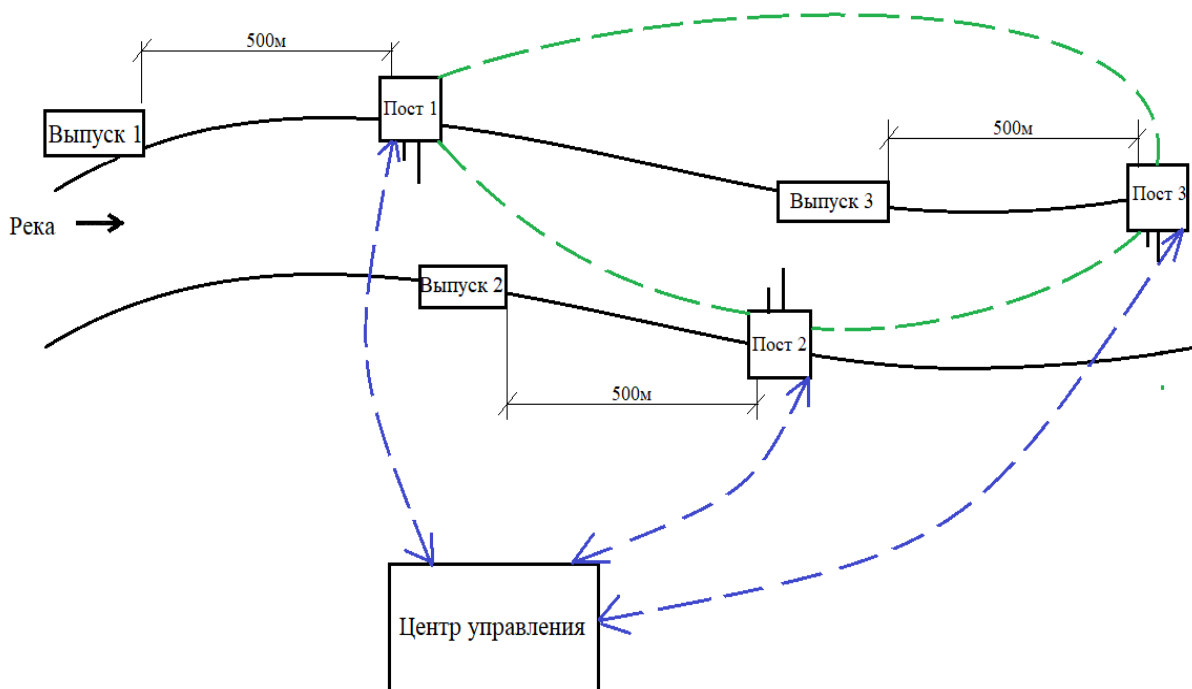 500м
Пост 1
Выпуск 1
500м
Пост 3
Выпуск 3
Река
Выпуск 2
Пост 2
500м
Центр управления